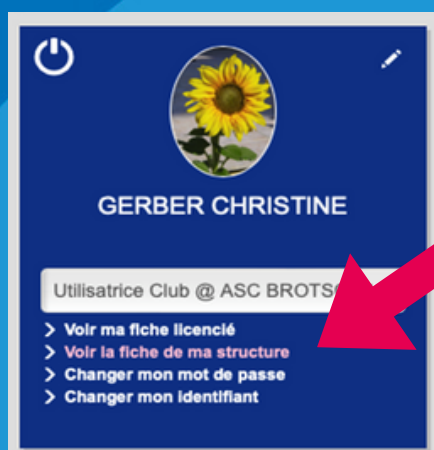 GERBER CHRISTINE
Utilisatrice Club @ ASC
> Voir ma fiche licencié
> Voir la fiche de ma structure
> Changer mon mot de passe
> Changer mon identifiant